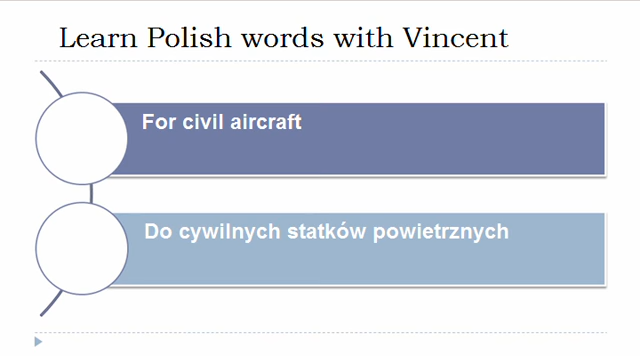 Learn Polish words with Vincent
For civil aircraft
Do cywilnych statków powietrznych